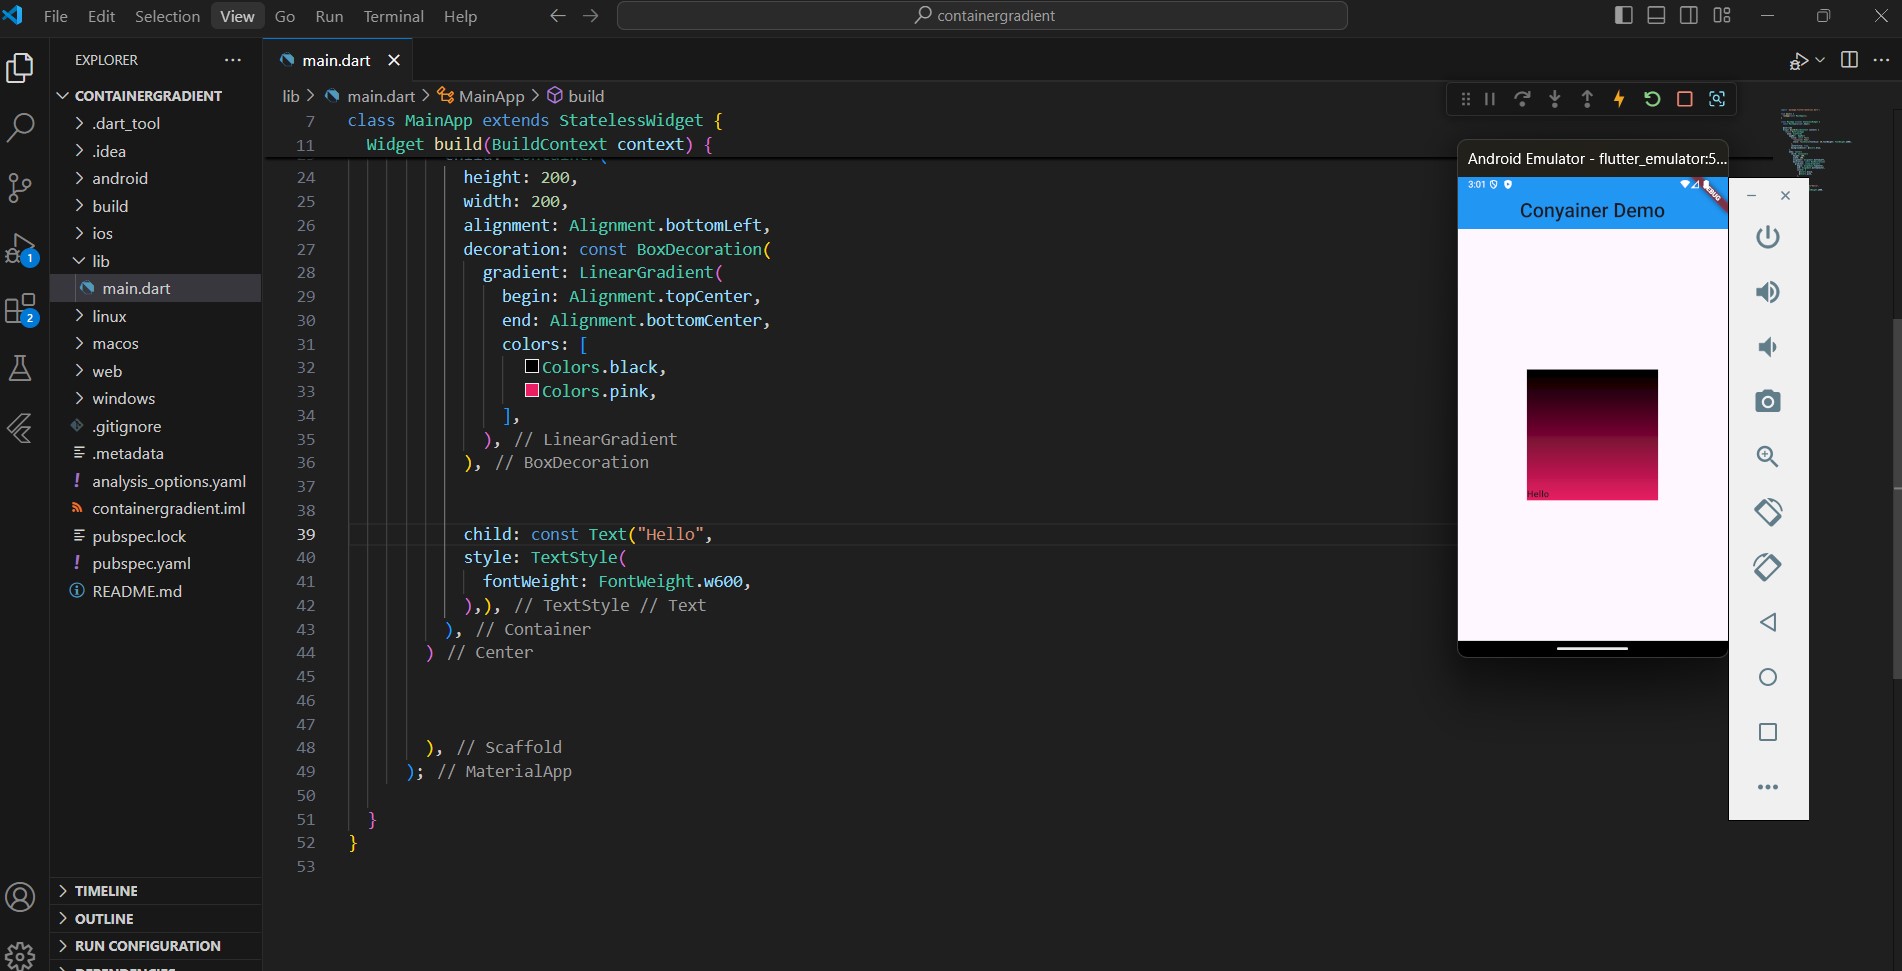 File Edit Selection View Go Run Terminal Help
containergradient
EXPLORER
main.dart
CONTAINERGRADIENT
.dart_tool
.idea
android
build
ios
lib
main.dart
linux
macos
web
windows
.gitignore
.metadata
analysis_options.yaml
containergradient.iml
pubspec.lock
pubspec.yaml
README.md
TIMELINE
OUTLINE
RUN CONFIGURATION
1
2
lib > main.dart > MainApp > build
7 class MainApp extends StatelessWidget {
11 Widget build(BuildContext context) {
24 height: 200,
25 width: 200,
26 alignment: Alignment.bottomLeft,
27 decoration: const BoxDecoration(
28 gradient: LinearGradient(
29 begin: Alignment.topCenter,
30 end: Alignment.bottomCenter,
31 colors: [
32 Colors.black,
33 Colors.pink,
34 ],
35 ), // LinearGradient
36 ), // BoxDecoration
37
38
39 child: const Text("Hello",
40 style: TextStyle(
41 fontWeight: FontWeight.w600,
42 ),), // TextStyle // Text
43 ), // Container
44 ) // Center
45
46
47
48 ), // Scaffold
49 ); // MaterialApp
50
51 }
52 }
53
Android Emulator - flutter_emulator:5...
3:01
DEBUG
Conyainer Demo
Hello